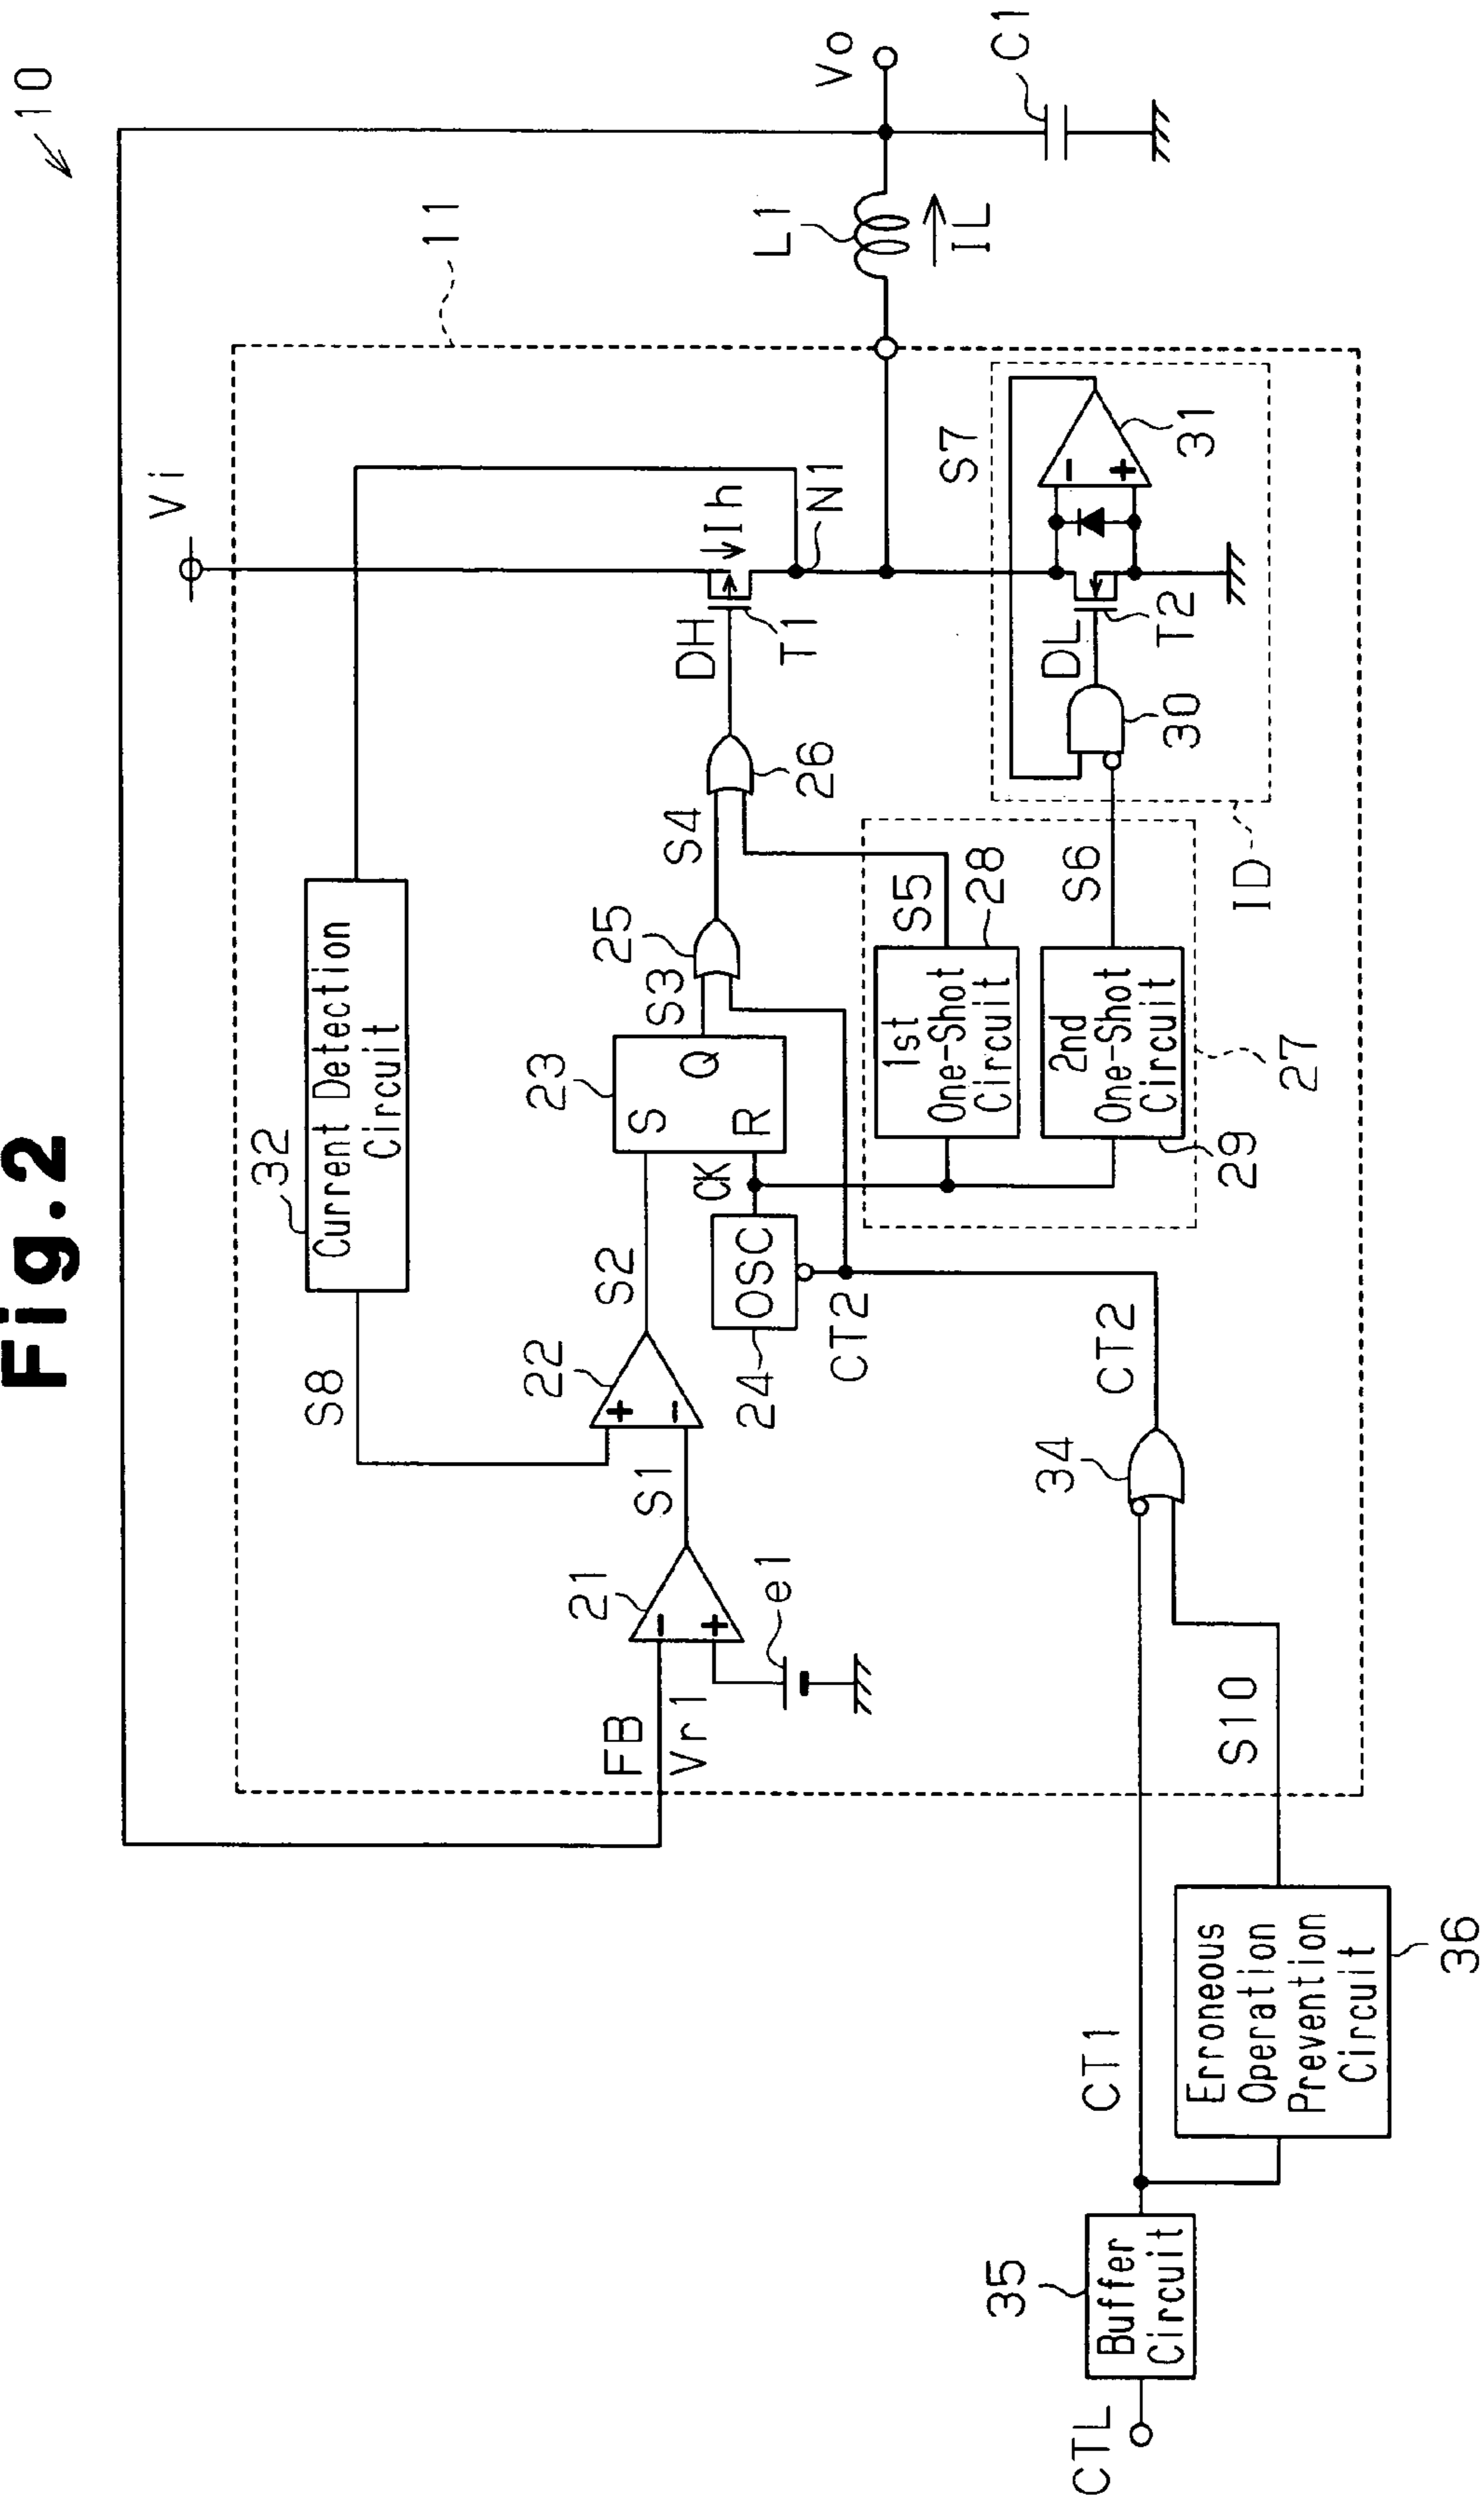 Fig.2
10
11
Vi
32
Current Detection
Circuit
S8
22
S2
23
S
Q
R
S3
25
S4
26
DH
T1
Ih
N1
L1
IL
Vo
C1
21
S1
FB
Vr1
e1
24
OSC
CK
CT2
1st
One-Shot
Circuit
S5
28
2nd
One-Shot
Circuit
29
27
S6
ID
30
DL
T2
S7
31
34
CT2
S10
CTL
35
Buffer
Circuit
CT1
Erroneous
Operation
Prevention
Circuit
36